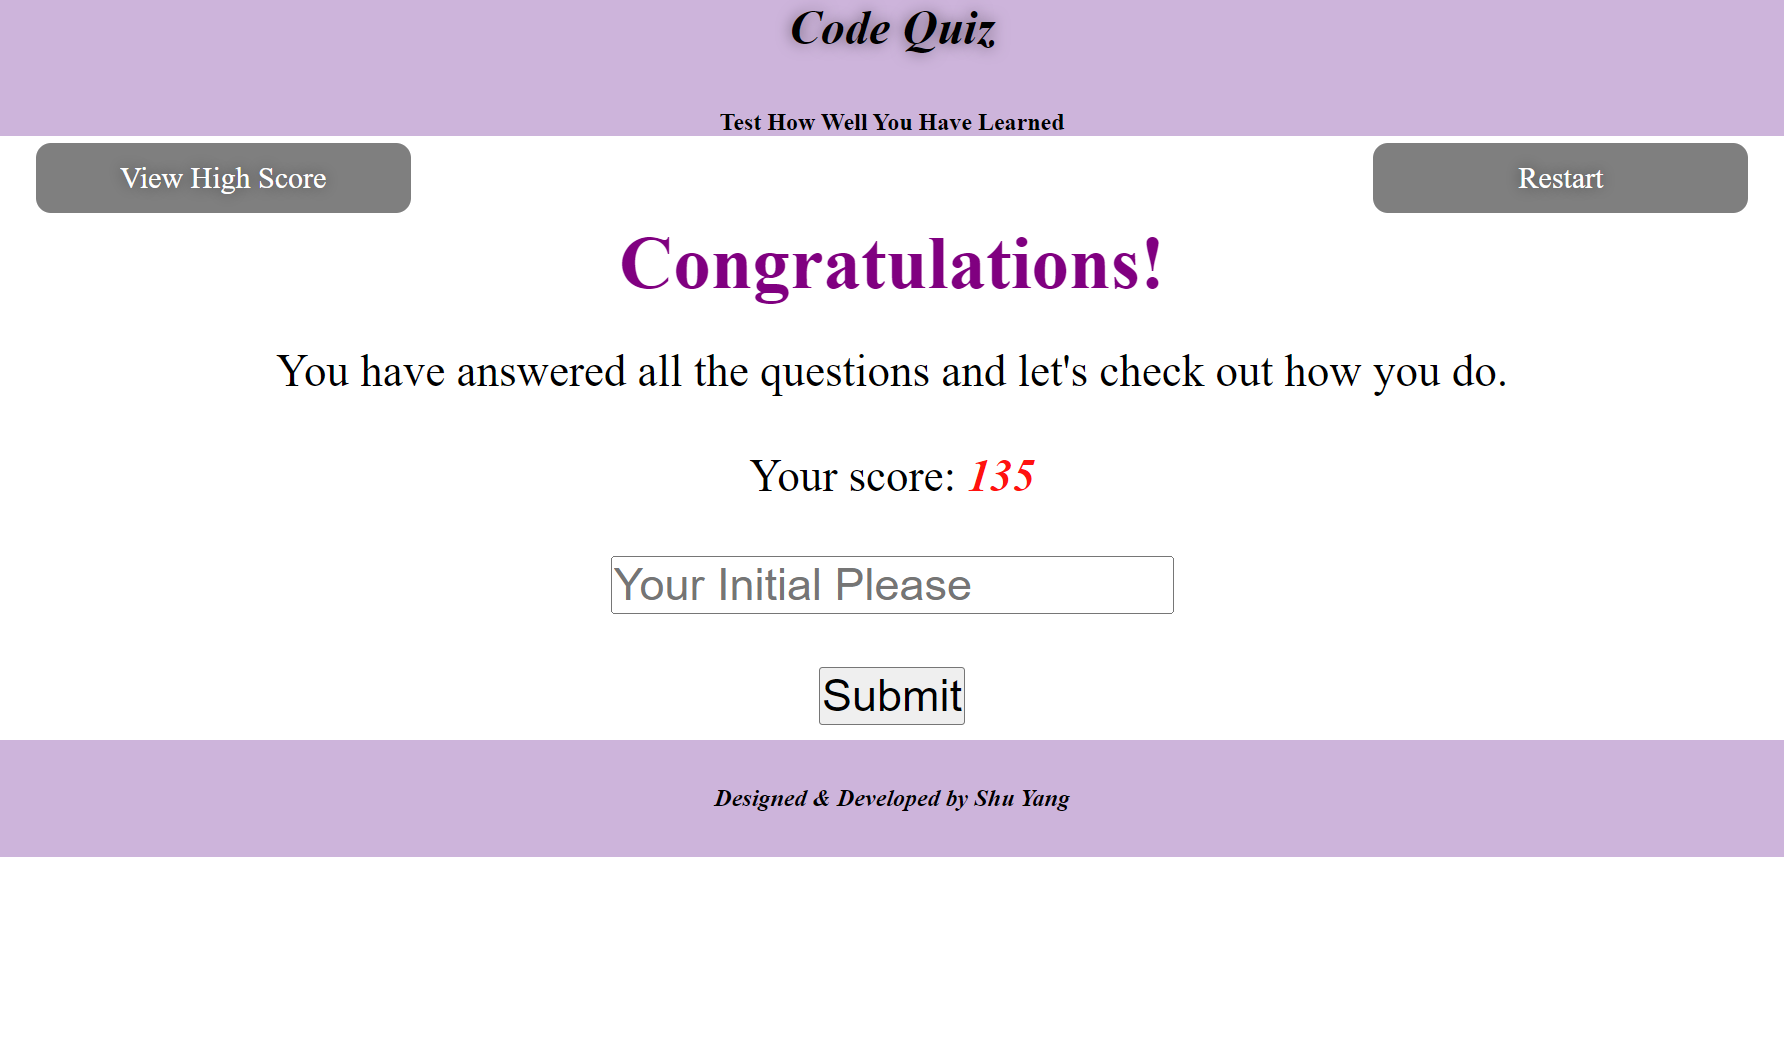 Code Quiz
Test How Well You Have Learned
View High Score
Restart
Congratulations!
You have answered all the questions and let's check out how you do.
Your score: 135
Your Initial Please
Submit
Designed & Developed by Shu Yang